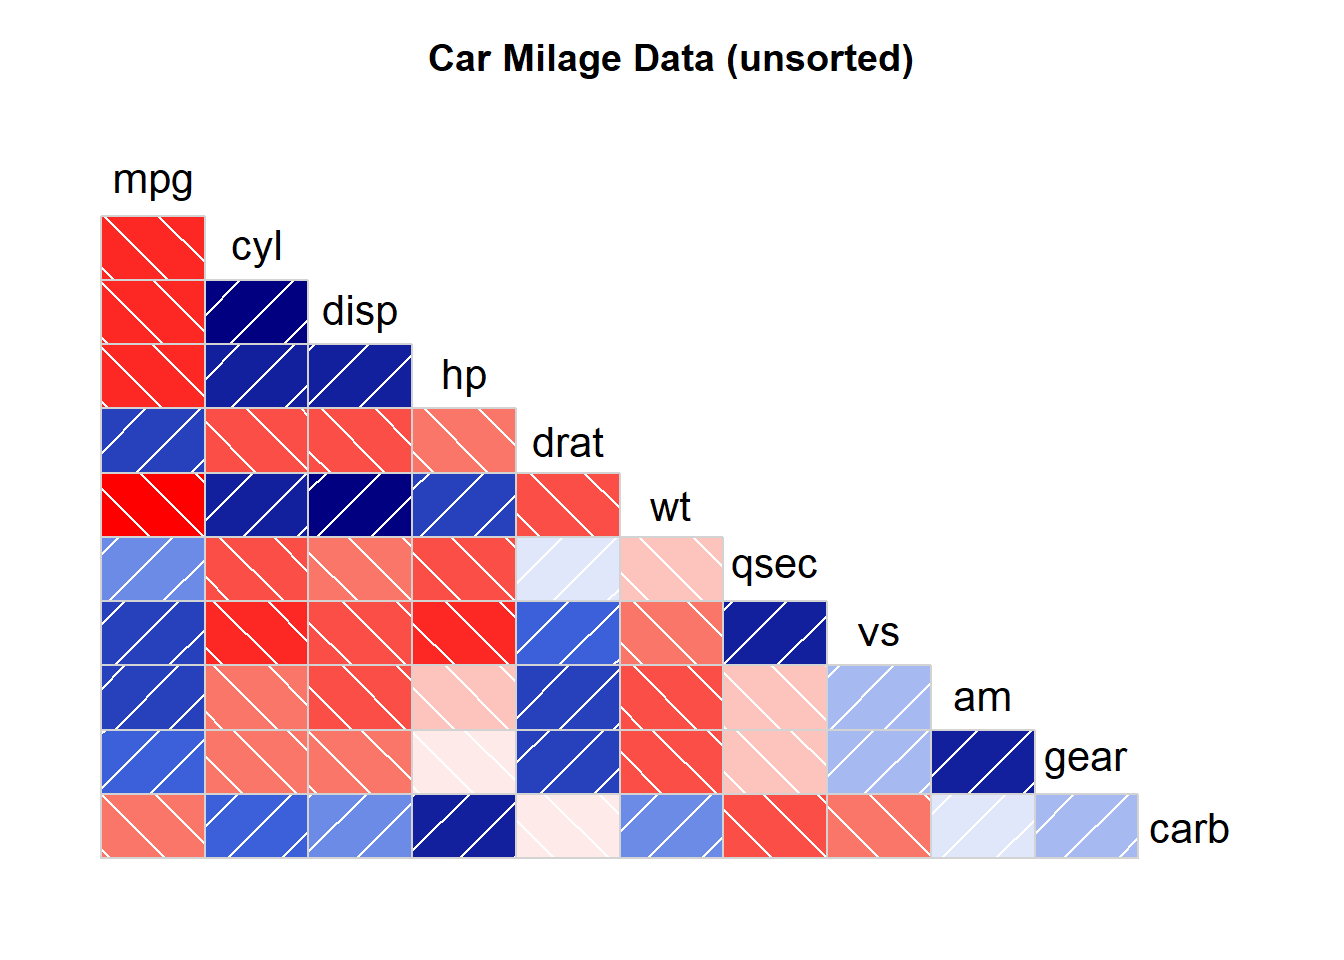 Car Milage Data (unsorted)
mpg
cyl
disp
hp
drat
wt
qsec
vs
am
gear
carb